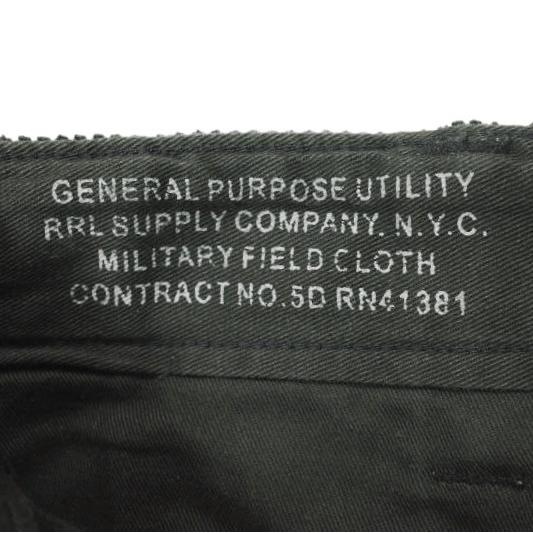 GENERAL PURPOSE UTILITY
RRL SUPPLY COMPANY. N.Y.C.
MILITARY FIELD CLOTH
CONTRACT NO.5D RN41381